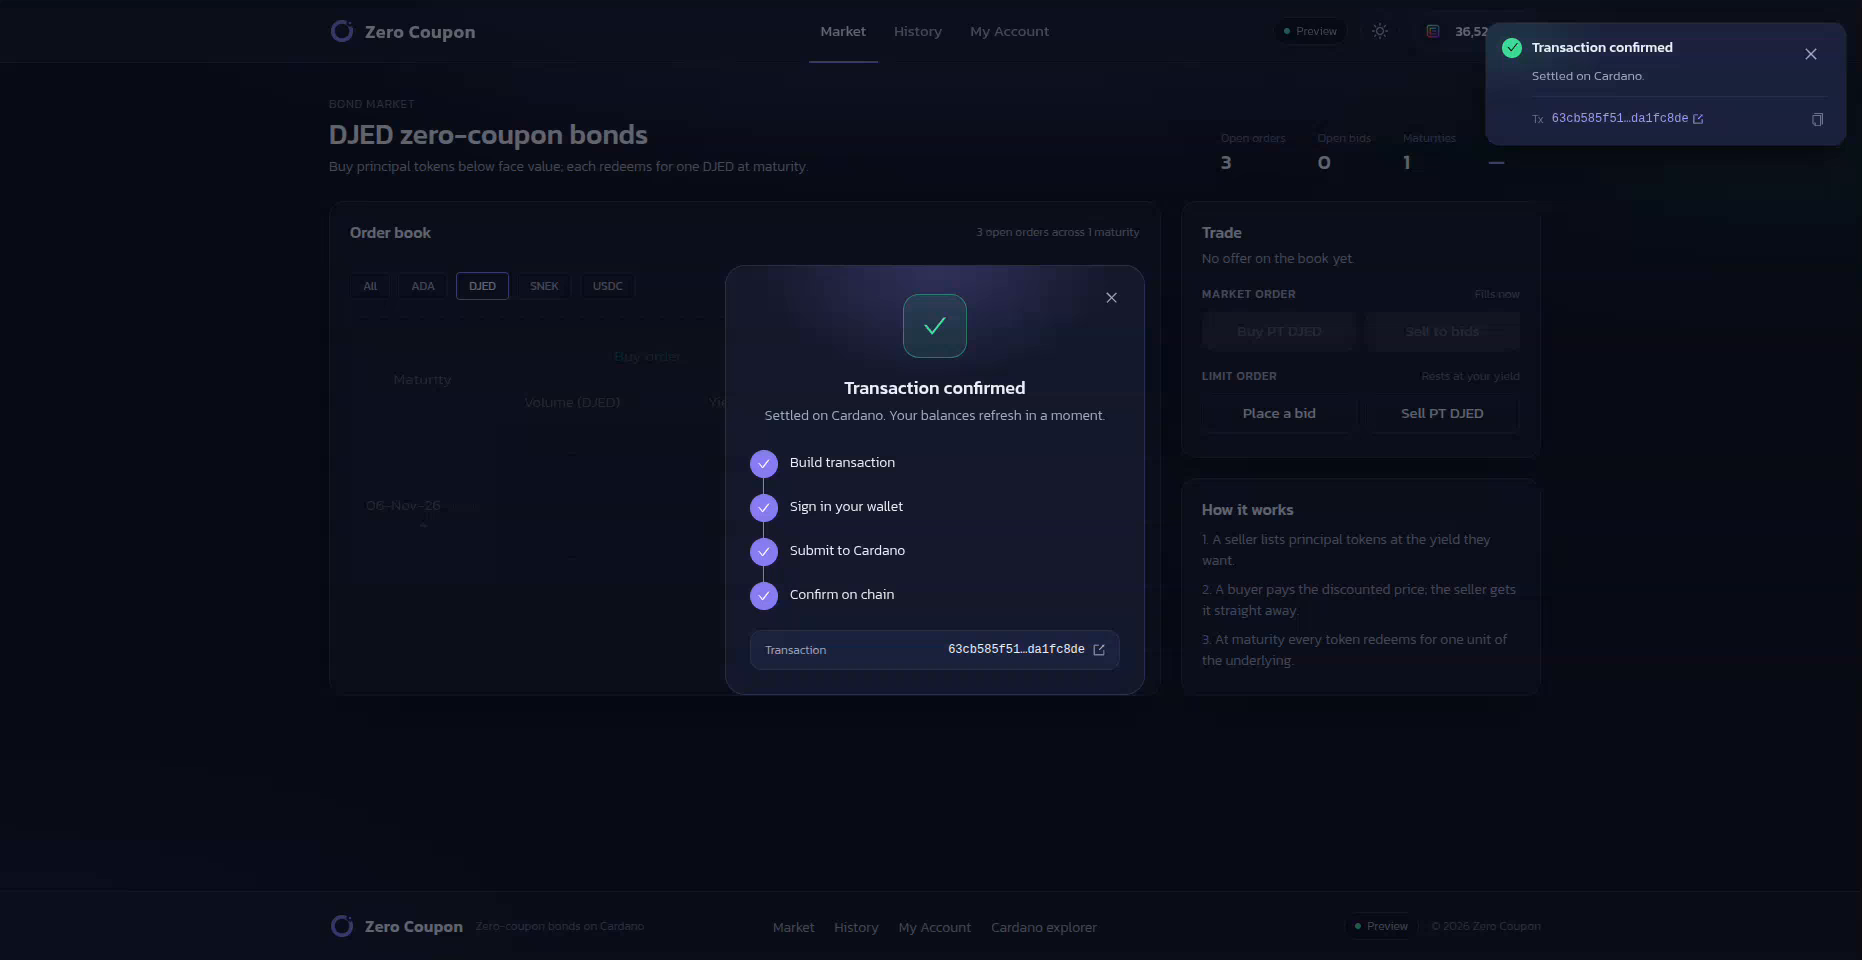 Zero Coupon
Market
History
My Account
Preview
36,52
Transaction confirmed
Settled on Cardano.
Tx 63cb585f51…da1fc8de
BOND MARKET
DJED zero-coupon bonds
Buy principal tokens below face value; each redeems for one DJED at maturity.
Open orders
Open bids
Maturities
3
0
1
—
Order book
3 open orders across 1 maturity
All
ADA
DJED
SNEK
USDC
Buy order
Maturity
Volume (DJED)
06-Nov-26
Transaction confirmed
Settled on Cardano. Your balances refresh in a moment.
Build transaction
Sign in your wallet
Submit to Cardano
Confirm on chain
Transaction
63cb585f51…da1fc8de
Trade
No offer on the book yet.
MARKET ORDER
Fills now
Buy PT DJED
Sell to bids
LIMIT ORDER
Rests at your yield
Place a bid
Sell PT DJED
How it works
1. A seller lists principal tokens at the yield they
want.
2. A buyer pays the discounted price; the seller gets
it straight away.
3. At maturity every token redeems for one unit of
the underlying.
Zero Coupon
Zero-coupon bonds on Cardano
Market
History
My Account
Cardano explorer
Preview
© 2026 Zero Coupon